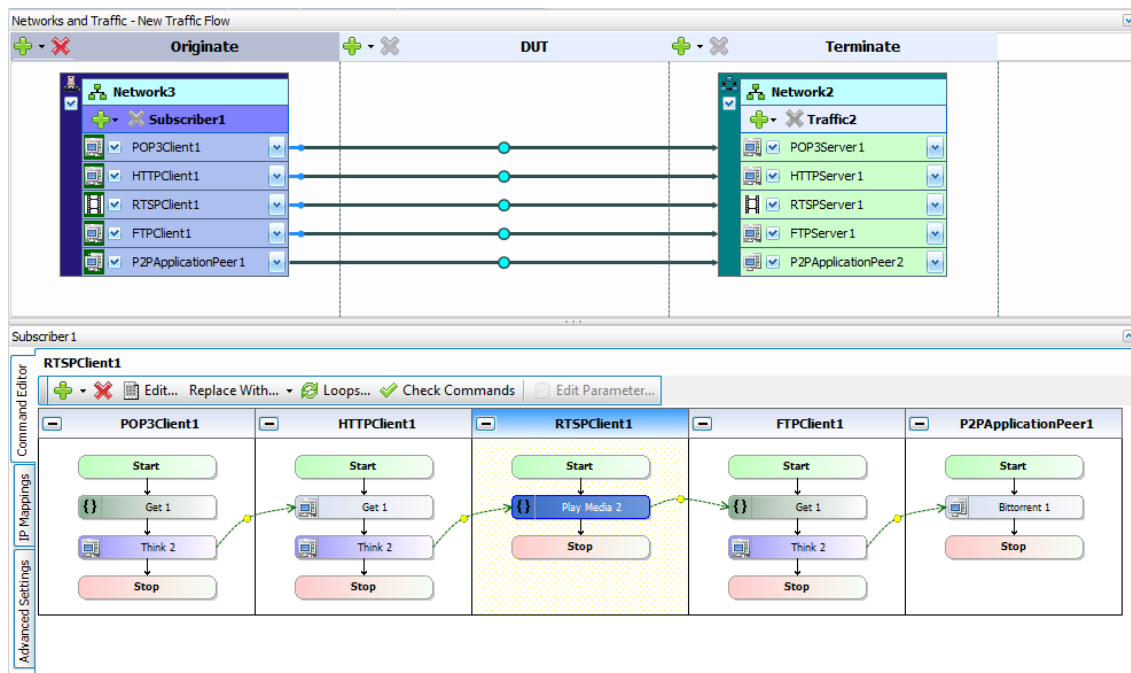 Networks and Traffic - New Traffic Flow
Originate DUT Terminate
Network3 Network2
Subscriber1 Traffic2
POP3Client1 POP3Server1
HTTPClient1 HTTPServer1
RTSPClient1 RTSPServer1
FTPClient1 FTPServer1
P2PApplicationPeer1 P2PApplicationPeer2
Subscriber1
Command Editor
IP Mappings
Advanced Settings
RTSPClient1
Edit... Replace With... Loops... Check Commands Edit Parameter...
POP3Client1 HTTPClient1 RTSPClient1 FTPClient1 P2PApplicationPeer1
Start Start Start Start Start
{} Get 1 Get 1 {} Play Media 2 {} Get 1 Bittorrent 1
Think 2 Think 2 Stop Think 2 Stop
Stop Stop Stop